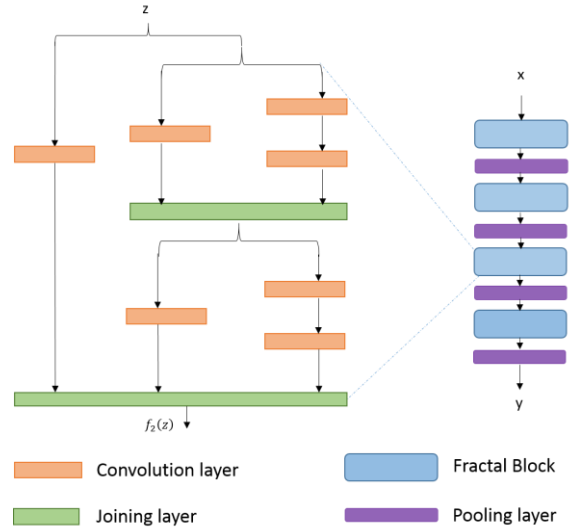 z
x
f₂(z)
y
Convolution layer
Fractal Block
Joining layer
Pooling layer